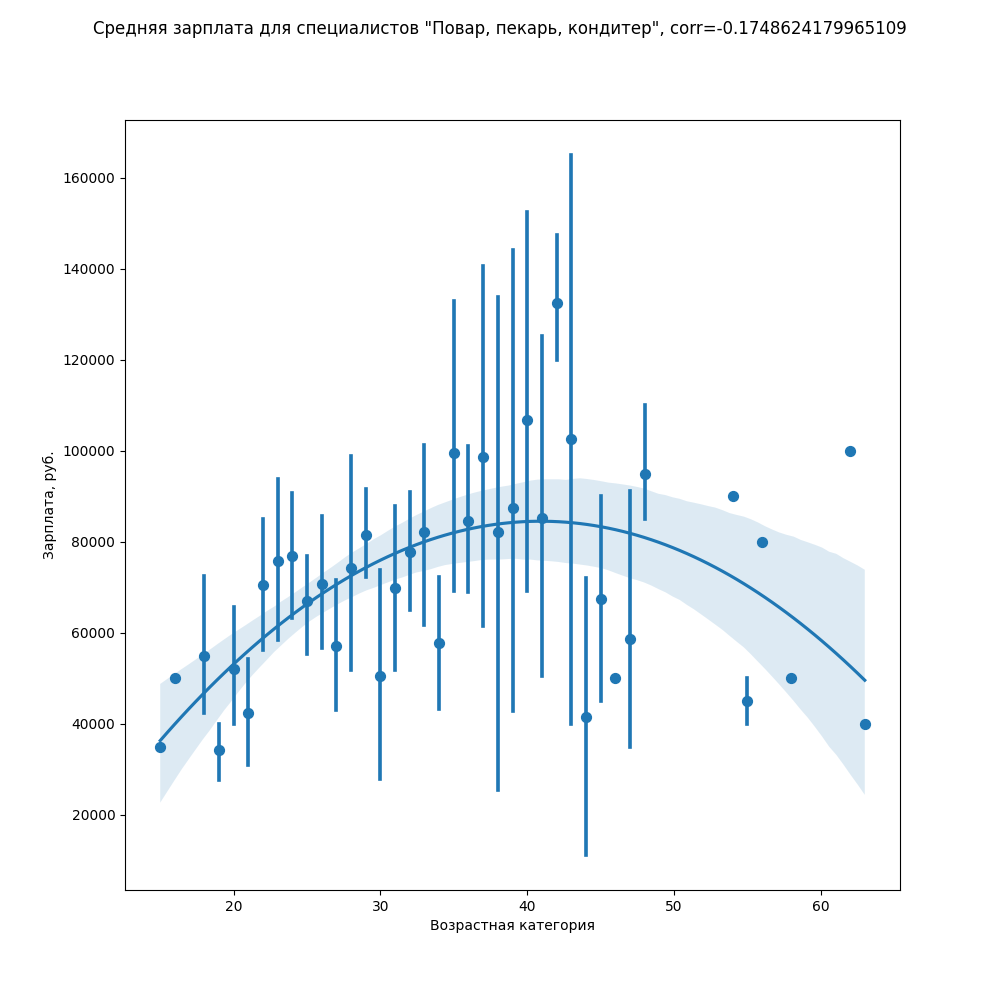 Средняя зарплата для специалистов "Повар, пекарь, кондитер", corr=-0.1748624179965109
160000
140000
120000
100000
80000
60000
40000
20000
Зарплата, руб.
20 30 40 50 60
Возрастная категория